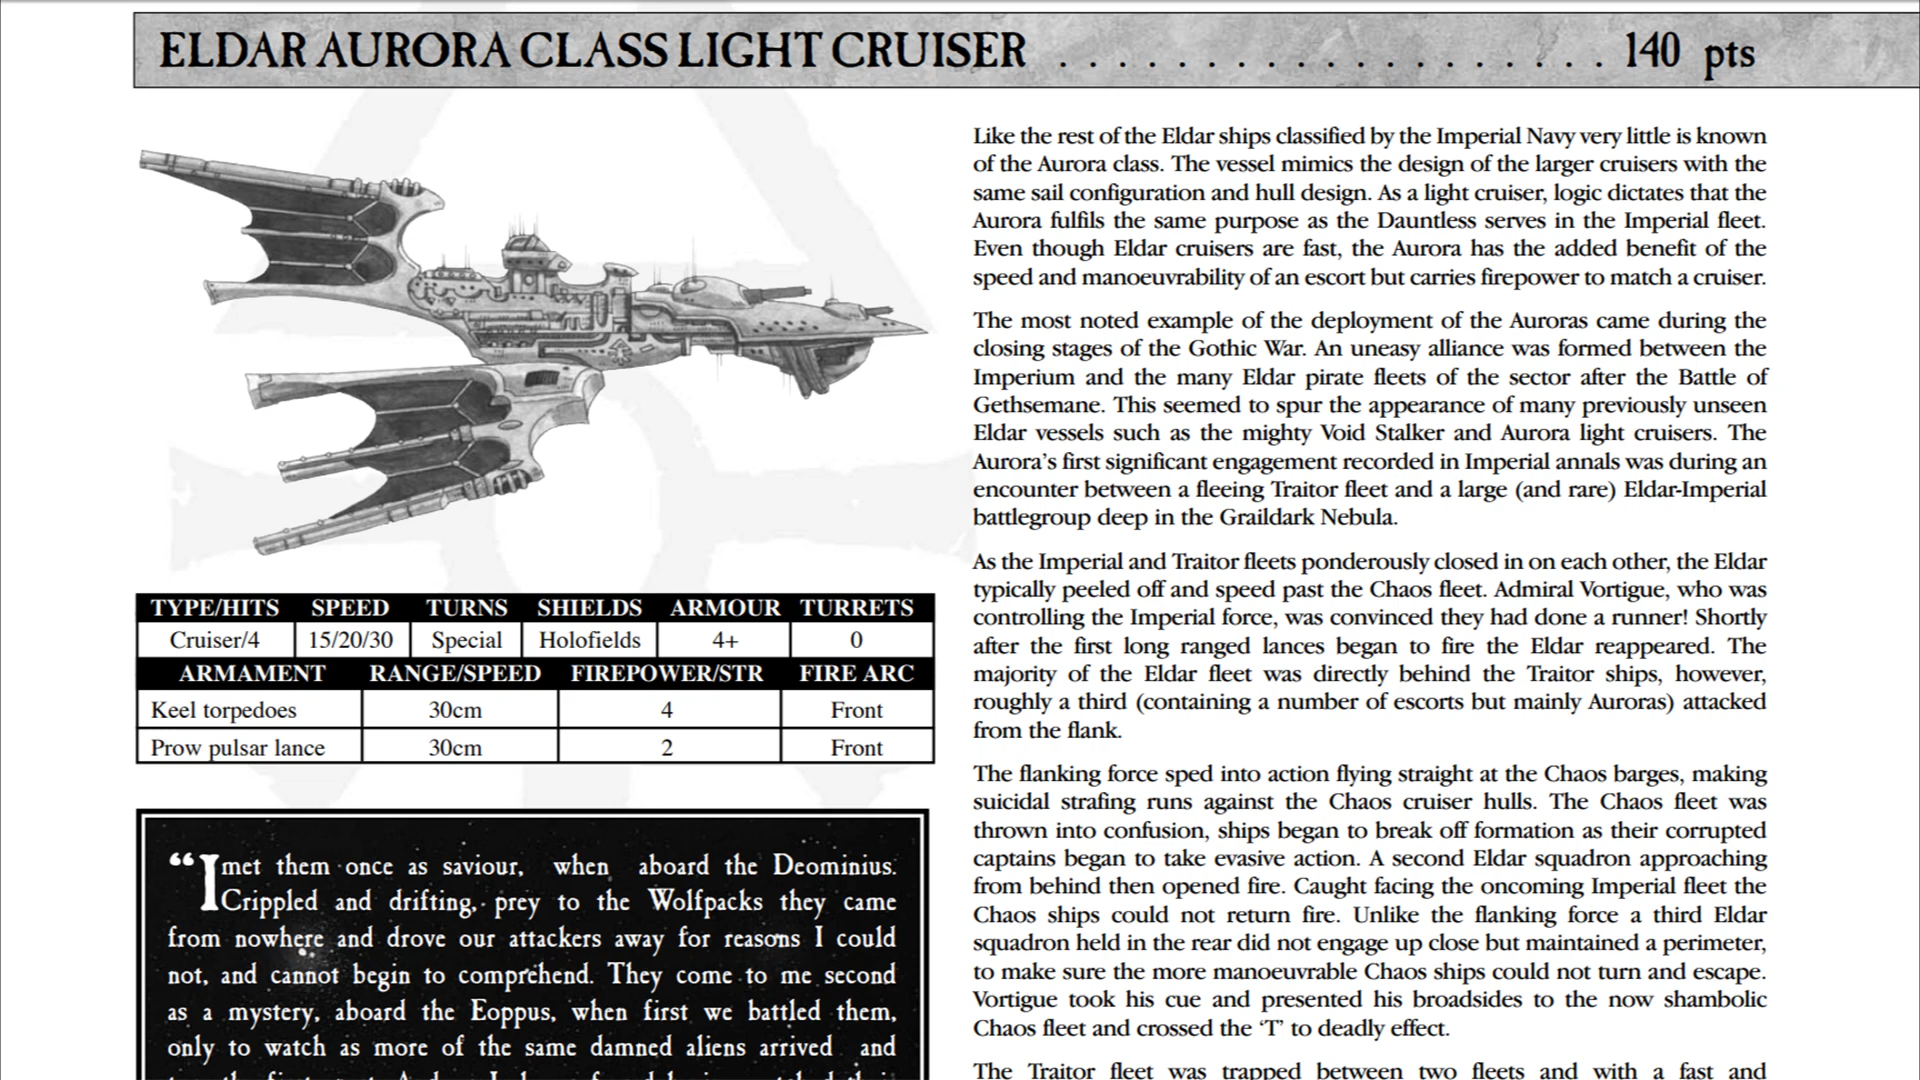 ELDAR AURORA CLASS LIGHT CRUISER . . . . . . . . . . . . . . . . . . . 140 pts
TYPE/HITS SPEED TURNS SHIELDS ARMOUR TURRETS
Cruiser/4 15/20/30 Special Holofields 4+ 0
ARMAMENT RANGE/SPEED FIREPOWER/STR FIRE ARC
Keel torpedoes 30cm 4 Front
Prow pulsar lance 30cm 2 Front
“I met them once as saviour, when aboard the Deominius.
Crippled and drifting, prey to the Wolfpacks they came
from nowhere and drove our attackers away for reasons I could
not, and cannot begin to comprehend. They come to me second
as a mystery, aboard the Eoppus, when first we battled them,
only to watch as more of the same damned aliens arrived and
Like the rest of the Eldar ships classified by the Imperial Navy very little is known
of the Aurora class. The vessel mimics the design of the larger cruisers with the
same sail configuration and hull design. As a light cruiser, logic dictates that the
Aurora fulfils the same purpose as the Dauntless serves in the Imperial fleet.
Even though Eldar cruisers are fast, the Aurora has the added benefit of the
speed and manoeuvrability of an escort but carries firepower to match a cruiser.
The most noted example of the deployment of the Auroras came during the
closing stages of the Gothic War. An uneasy alliance was formed between the
Imperium and the many Eldar pirate fleets of the sector after the Battle of
Gethsemane. This seemed to spur the appearance of many previously unseen
Eldar vessels such as the mighty Void Stalker and Aurora light cruisers. The
Aurora’s first significant engagement recorded in Imperial annals was during an
encounter between a fleeing Traitor fleet and a large (and rare) Eldar-Imperial
battlegroup deep in the Graildark Nebula.
As the Imperial and Traitor fleets ponderously closed in on each other, the Eldar
typically peeled off and speed past the Chaos fleet. Admiral Vortigue, who was
controlling the Imperial force, was convinced they had done a runner! Shortly
after the first long ranged lances began to fire the Eldar reappeared. The
majority of the Eldar fleet was directly behind the Traitor ships, however,
roughly a third (containing a number of escorts but mainly Auroras) attacked
from the flank.
The flanking force sped into action flying straight at the Chaos barges, making
suicidal strafing runs against the Chaos cruiser hulls. The Chaos fleet was
thrown into confusion, ships began to break off formation as their corrupted
captains began to take evasive action. A second Eldar squadron approaching
from behind then opened fire. Caught facing the oncoming Imperial fleet the
Chaos ships could not return fire. Unlike the flanking force a third Eldar
squadron held in the rear did not engage up close but maintained a perimeter,
to make sure the more manoeuvrable Chaos ships could not turn and escape.
Vortigue took his cue and presented his broadsides to the now shambolic
Chaos fleet and crossed the ‘T’ to deadly effect.
The Traitor fleet was trapped between two fleets and with a fast and